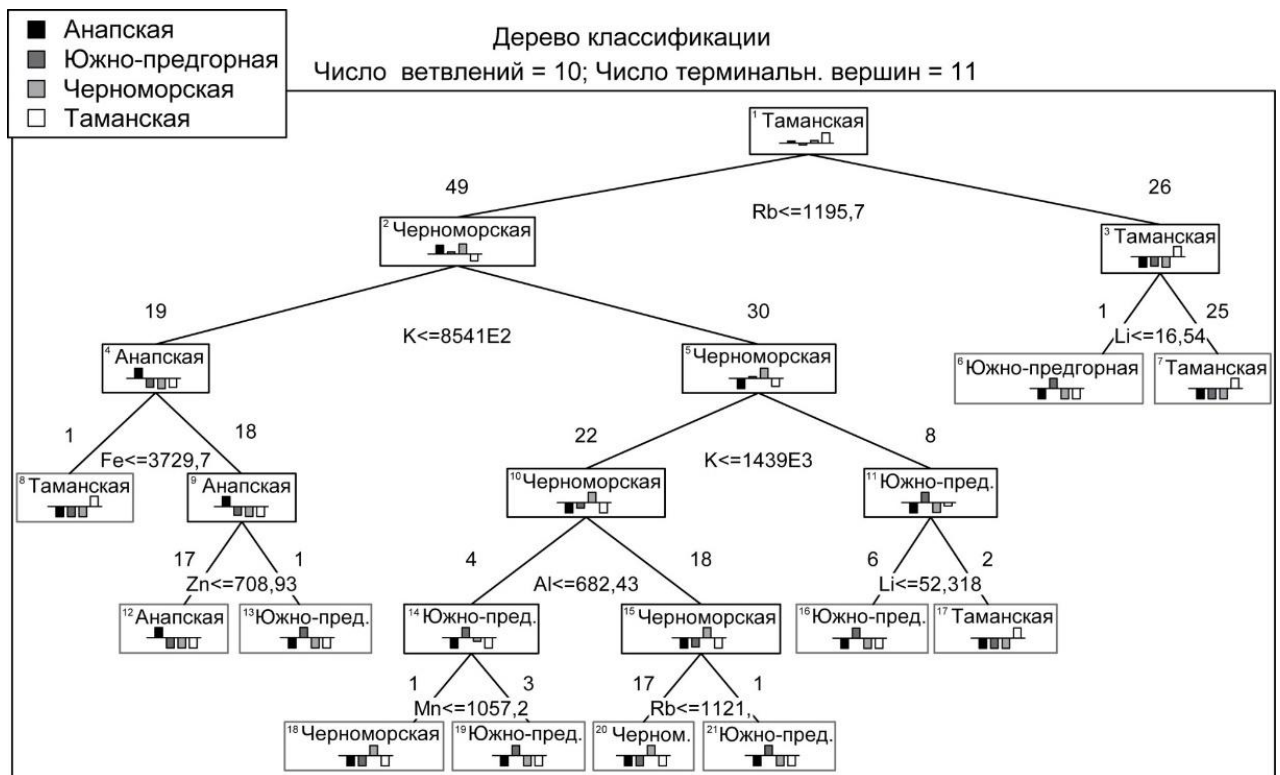 Анапская
Южно-предгорная
Черноморская
Таманская
Дерево классификации
Число ветвлений = 10; Число терминальн. вершин = 11
1 Таманская
49
26
Rb<=1195,7
2 Черноморская
3 Таманская
19
30
1
25
K<=8541E2
Li<=16,54
4 Анапская
5 Черноморская
6 Южно-предгорная
7 Таманская
1
18
22
8
Fe<=3729,7
K<=1439E3
8 Таманская
9 Анапская
10 Черноморская
11 Южно-пред.
17
1
4
18
6
2
Zn<=708,93
Al<=682,43
Li<=52,318
12 Анапская
13 Южно-пред.
14 Южно-пред.
15 Черноморская
16 Южно-пред.
17 Таманская
1
3
17
1
Mn<=1057,2
Rb<=1121,
18 Черноморская
19 Южно-пред.
20 Черном.
21 Южно-пред.